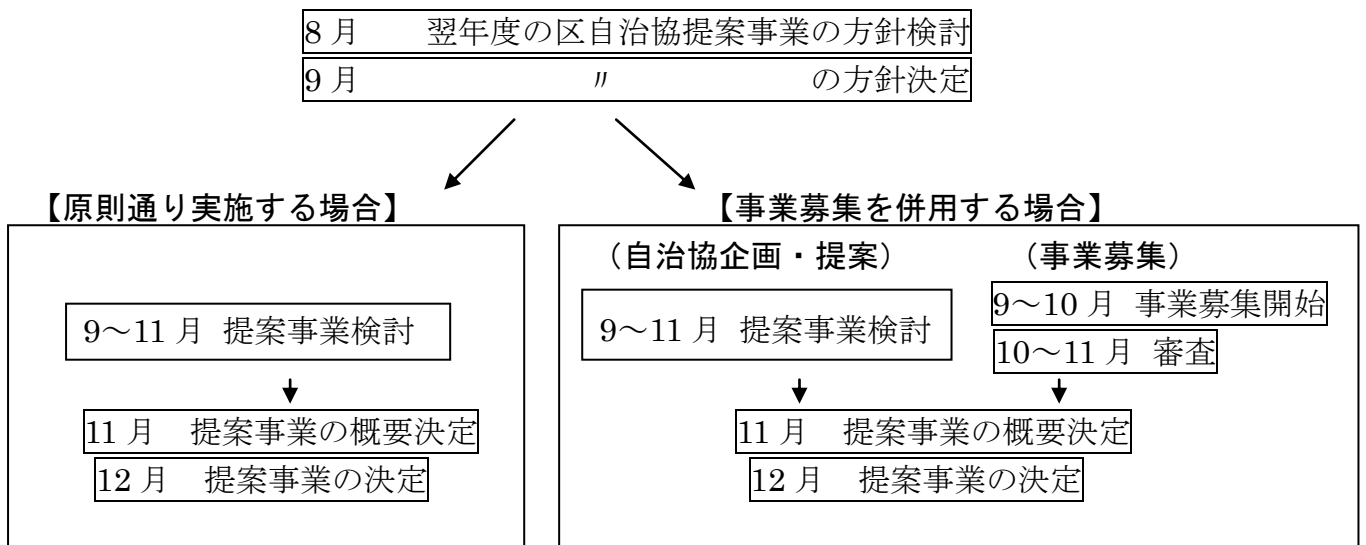 8月　　翌年度の区自治協提案事業の方針検討
9月　　　　　　〃　　　　　　の方針決定
【原則通り実施する場合】
9～11月 提案事業検討
11月　提案事業の概要決定
12月　提案事業の決定
【事業募集を併用する場合】
（自治協企画・提案）　　（事業募集）
9～11月 提案事業検討
9～10月 事業募集開始
10～11月 審査
11月　提案事業の概要決定
12月　提案事業の決定